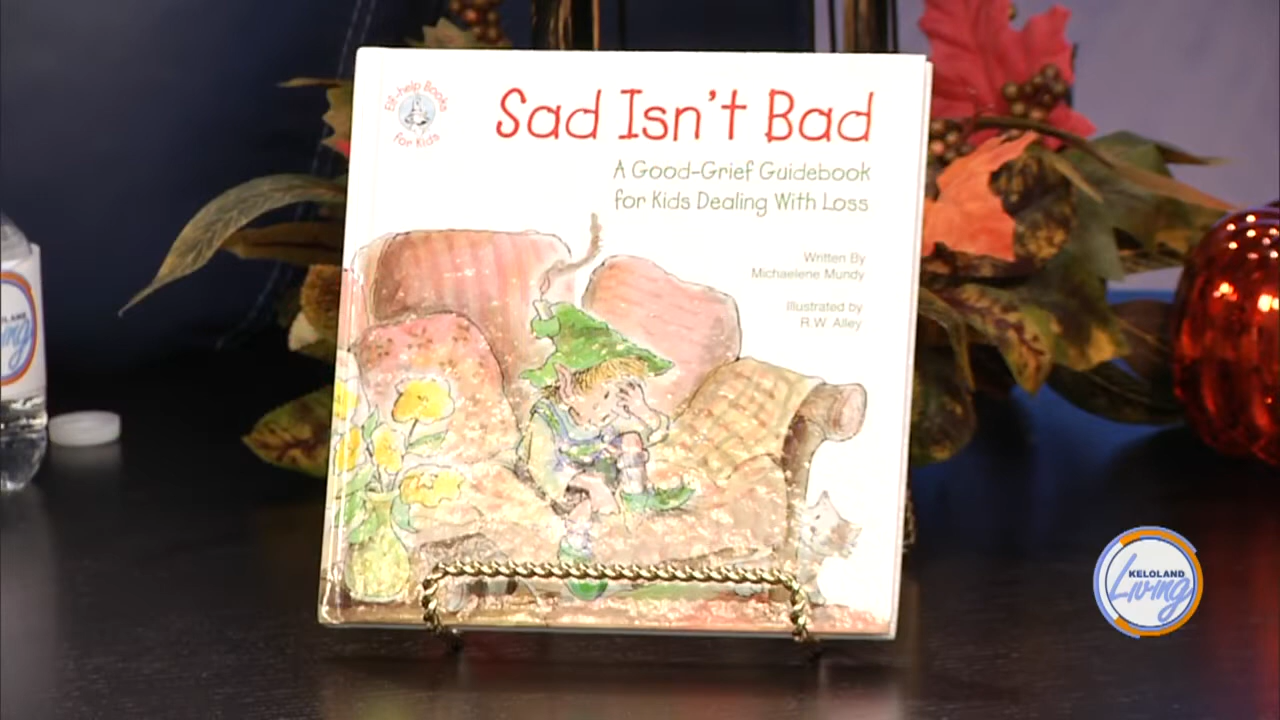 Elf-help Books
for Kids
Sad Isn't Bad
A Good-Grief Guidebook
for Kids Dealing With Loss
Written By
Michaelene Mundy
Illustrated by
R.W. Alley
KELOLAND
Living
LOLAND